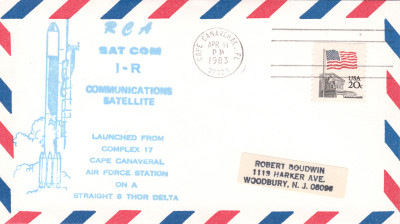 RCA
SAT COM
I-R
COMMUNICATIONS
SATELLITE
LAUNCHED FROM
COMPLEX 17
CAPE CANAVERAL
AIR FORCE STATION
ON A
STRAIGHT 8 THOR DELTA
CAPE CANAVERAL, FL
APR 11
PM
1983
USA
20c
ROBERT BOUDWIN
1119 HARKER AVE.
WOODBURY, N. J. 08096